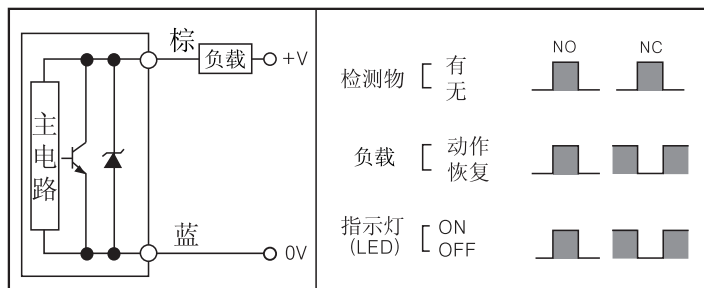 主电路
棕
负载
+V
蓝
0V
NO NC
检测物 有
无
负载 动作
恢复
指示灯
(LED)
ON
OFF